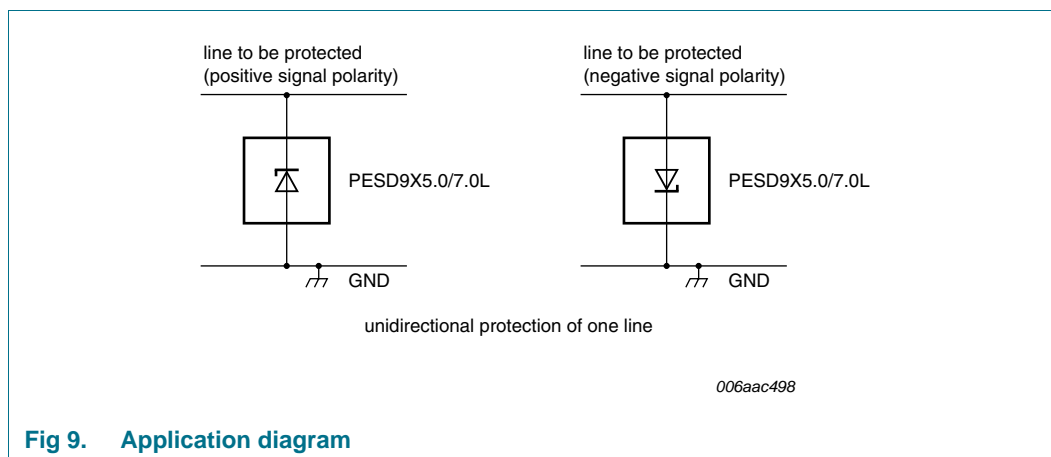 line to be protected
(positive signal polarity)
PESD9X5.0/7.0L
GND
line to be protected
(negative signal polarity)
PESD9X5.0/7.0L
GND
unidirectional protection of one line
006aac498
Fig 9. Application diagram